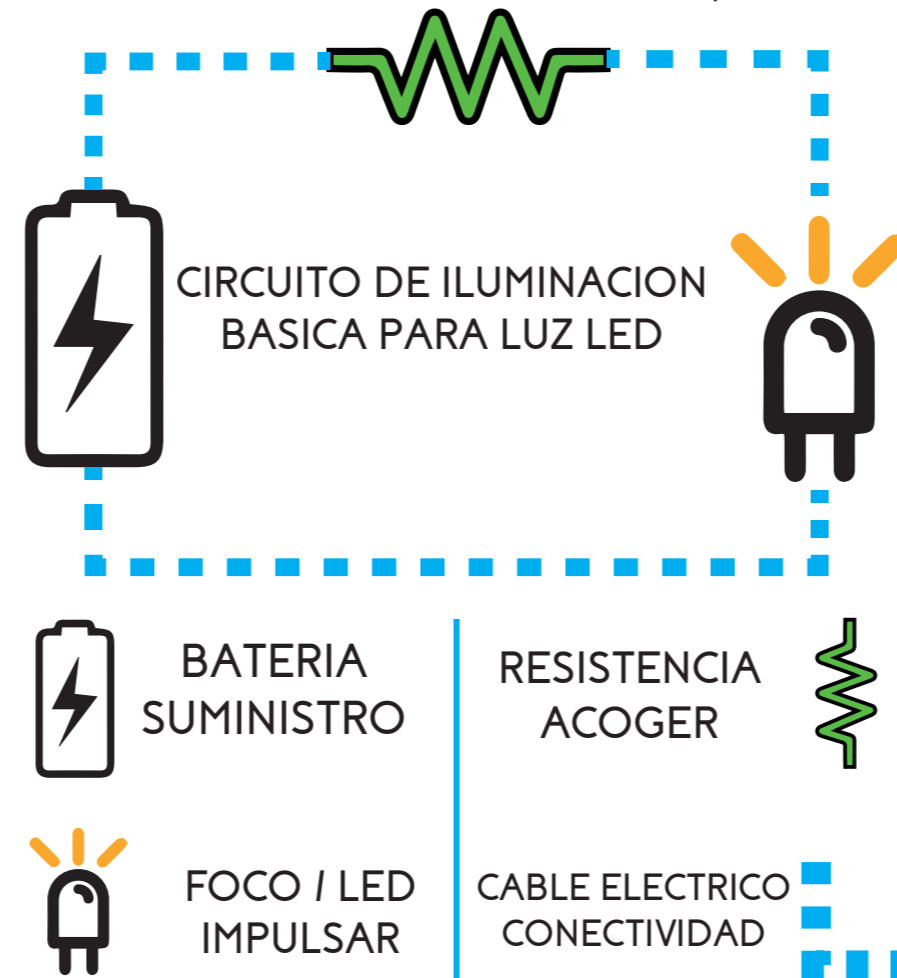 CIRCUITO DE ILUMINACION
BASICA PARA LUZ LED
BATERIA
SUMINISTRO
RESISTENCIA
ACOGER
FOCO / LED
IMPULSAR
CABLE ELECTRICO
CONECTIVIDAD